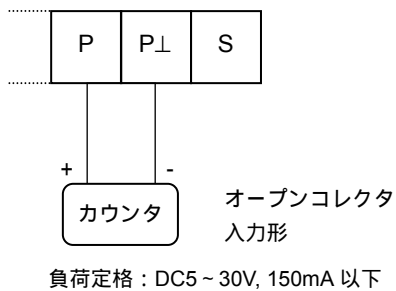 P P⊥ S
+ -
カウンタ
オープンコレクタ
入力形
負荷定格：DC5～30V, 150mA 以下